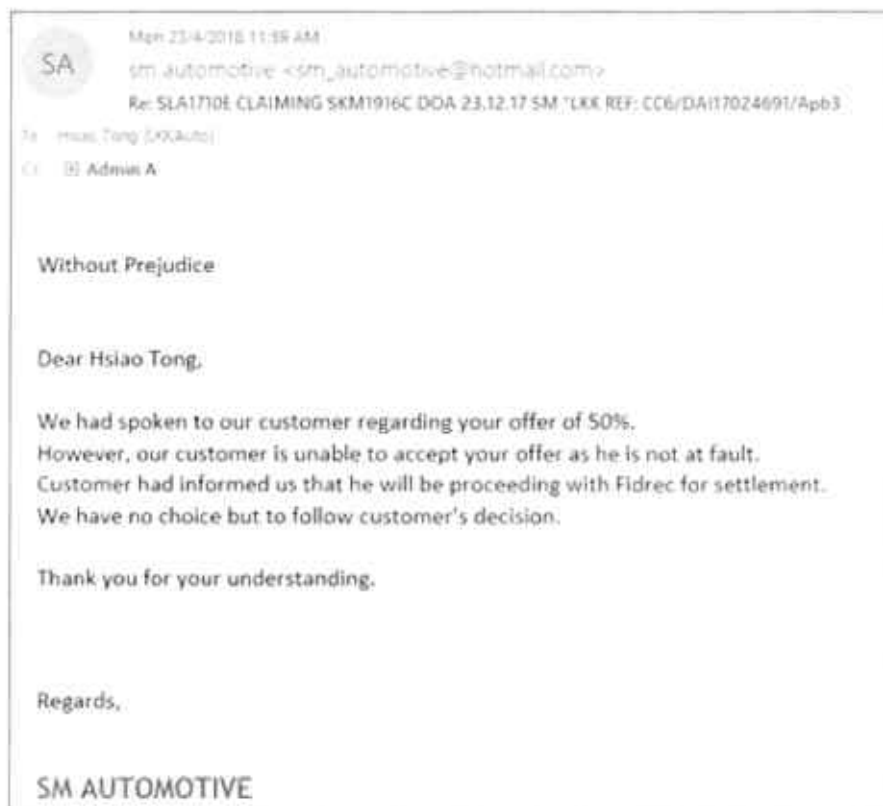 Mon 23/4/2018 11:59 AM
SA
sm automotive <sm_automotive@hotmail.com>
Re: SLA1710E CLAIMING SKM1916C DOA 23.12.17 SM "LKK REF: CC6/DAI17024691/Apb3
To Hsiao Tong (LKKAuto)
Admin A
Without Prejudice
Dear Hsiao Tong,
We had spoken to our customer regarding your offer of 50%.
However, our customer is unable to accept your offer as he is not at fault.
Customer had informed us that he will be proceeding with Fidrec for settlement.
We have no choice but to follow customer's decision.
Thank you for your understanding.
Regards,
SM AUTOMOTIVE